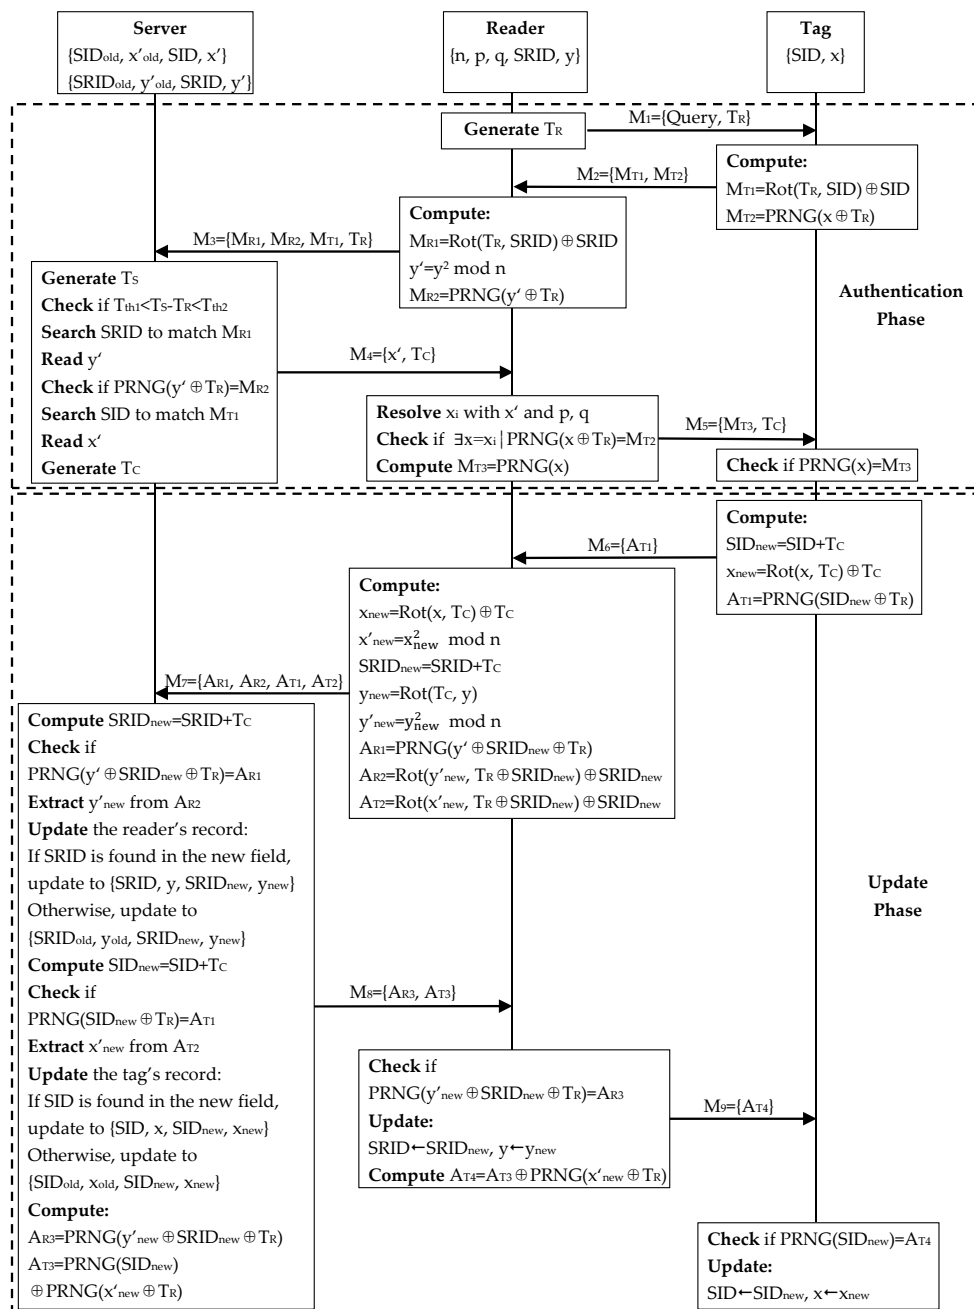 Server
{SIDold, x'old, SID, x'}
{SRIDold, y'old, SRID, y'}
Reader
{n, p, q, SRID, y}
Tag
{SID, x}
Generate TR
M1={Query, TR}
Compute:
MT1=Rot(TR, SID)⊕SID
MT2=PRNG(x⊕TR)
M2={MT1, MT2}
Compute:
MR1=Rot(TR, SRID)⊕SRID
y'=y² mod n
MR2=PRNG(y'⊕TR)
M3={MR1, MR2, MT1, TR}
Generate TS
Check if Tth1<TS-TR<Tth2
Search SRID to match MR1
Read y'
Check if PRNG(y'⊕TR)=MR2
Search SID to match MT1
Read x'
Generate TC
Authentication
Phase
M4={x', TC}
Resolve xi with x' and p, q
Check if ∃x=xi|PRNG(x⊕TR)=MT2
Compute MT3=PRNG(x)
M5={MT3, TC}
Check if PRNG(x)=MT3
Compute:
SIDnew=SID+TC
xnew=Rot(x, TC)⊕TC
AT1=PRNG(SIDnew⊕TR)
M6={AT1}
Compute:
xnew=Rot(x, TC)⊕TC
x'new=x²new mod n
SRIDnew=SRID+TC
ynew=Rot(TC, y)
y'new=y²new mod n
AR1=PRNG(y'⊕SRIDnew⊕TR)
AR2=Rot(y'new, TR⊕SRIDnew)⊕SRIDnew
AT2=Rot(x'new, TR⊕SRIDnew)⊕SRIDnew
M7={AR1, AR2, AT1, AT2}
Compute SRIDnew=SRID+TC
Check if
PRNG(y'⊕SRIDnew⊕TR)=AR1
Extract y'new from AR2
Update the reader's record:
If SRID is found in the new field,
update to {SRID, y, SRIDnew, ynew}
Otherwise, update to
{SRIDold, yold, SRIDnew, ynew}
Compute SIDnew=SID+TC
Check if
PRNG(SIDnew⊕TR)=AT1
Extract x'new from AT2
Update the tag's record:
If SID is found in the new field,
update to {SID, x, SIDnew, xnew}
Otherwise, update to
{SIDold, xold, SIDnew, xnew}
Compute:
AR3=PRNG(y'new⊕SRIDnew⊕TR)
AT3=PRNG(SIDnew)
⊕PRNG(x'new⊕TR)
Update
Phase
M8={AR3, AT3}
Check if
PRNG(y'new⊕SRIDnew⊕TR)=AR3
Update:
SRID←SRIDnew, y←ynew
Compute AT4=AT3⊕PRNG(x'new⊕TR)
M9={AT4}
Check if PRNG(SIDnew)=AT4
Update:
SID←SIDnew, x←xnew